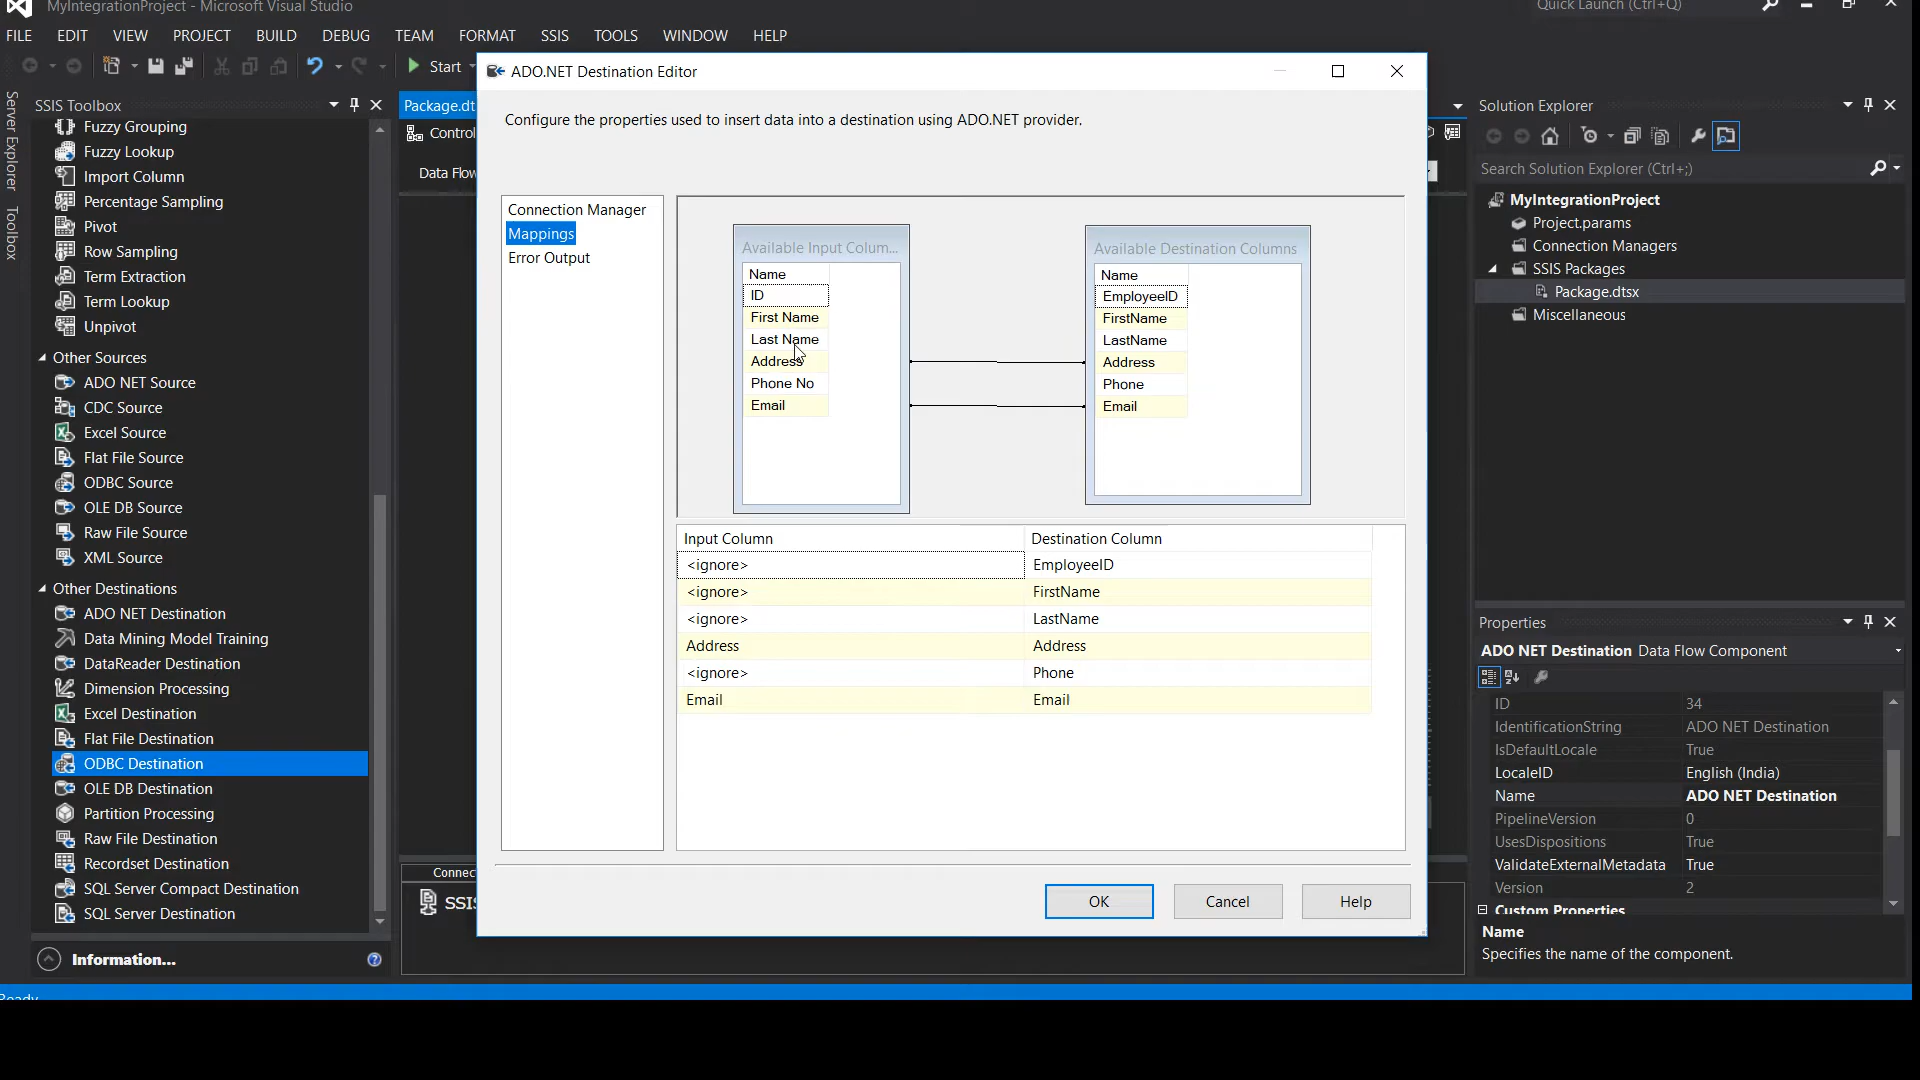 MyIntegrationProject - Microsoft Visual Studio
Quick Launch (Ctrl+Q)
FILE EDIT VIEW PROJECT BUILD DEBUG TEAM FORMAT SSIS TOOLS WINDOW HELP
Start
Server Explorer
Toolbox
SSIS Toolbox
Fuzzy Grouping
Fuzzy Lookup
Import Column
Percentage Sampling
Pivot
Row Sampling
Term Extraction
Term Lookup
Unpivot
Other Sources
ADO NET Source
CDC Source
Excel Source
Flat File Source
ODBC Source
OLE DB Source
Raw File Source
XML Source
Other Destinations
ADO NET Destination
Data Mining Model Training
DataReader Destination
Dimension Processing
Excel Destination
Flat File Destination
ODBC Destination
OLE DB Destination
Partition Processing
Raw File Destination
Recordset Destination
SQL Server Compact Destination
SQL Server Destination
Information...
Ready
Package.dt
Control
Data Flow
Connec
SSIS
ADO.NET Destination Editor
Configure the properties used to insert data into a destination using ADO.NET provider.
Connection Manager
Mappings
Error Output
Available Input Colum...
Name
ID
First Name
Last Name
Address
Phone No
Email
Available Destination Columns
Name
EmployeeID
FirstName
LastName
Address
Phone
Email
Input Column Destination Column
<ignore> EmployeeID
<ignore> FirstName
<ignore> LastName
Address Address
<ignore> Phone
Email Email
OK Cancel Help
Solution Explorer
Search Solution Explorer (Ctrl+;)
MyIntegrationProject
Project.params
Connection Managers
SSIS Packages
Package.dtsx
Miscellaneous
Properties
ADO NET Destination Data Flow Component
ID 34
IdentificationString ADO NET Destination
IsDefaultLocale True
LocaleID English (India)
Name ADO NET Destination
PipelineVersion 0
UsesDispositions True
ValidateExternalMetadata True
Version 2
Custom Properties
Name
Specifies the name of the component.